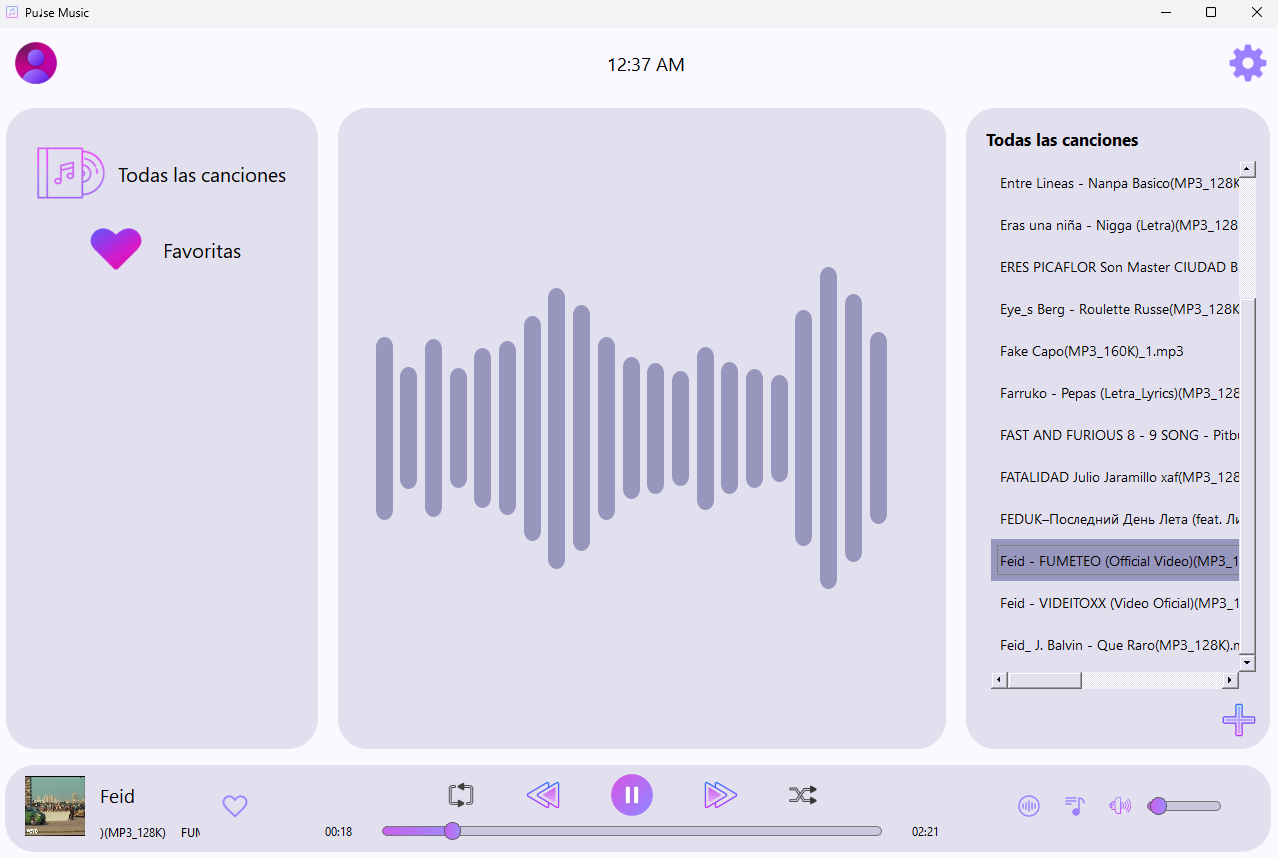 Pulse Music
12:37 AM
Todas las canciones
Favoritas
Todas las canciones
Entre Lineas - Nanpa Basico(MP3_128K
Eras una niña - Nigga (Letra)(MP3_128
ERES PICAFLOR Son Master CIUDAD B
Eye_s Berg - Roulette Russe(MP3_128K
Fake Capo(MP3_160K)_1.mp3
Farruko - Pepas (Letra_Lyrics)(MP3_128
FAST AND FURIOUS 8 - 9 SONG - Pitbu
FATALIDAD Julio Jaramillo xaf(MP3_128
FEDUK–Последний День Лета (feat. Ли
Feid - FUMETEO (Official Video)(MP3_1
Feid - VIDEITOXX (Video Oficial)(MP3_1
Feid_ J. Balvin - Que Raro(MP3_128K).m
Feid
)(MP3_128K) FUM
00:18
02:21